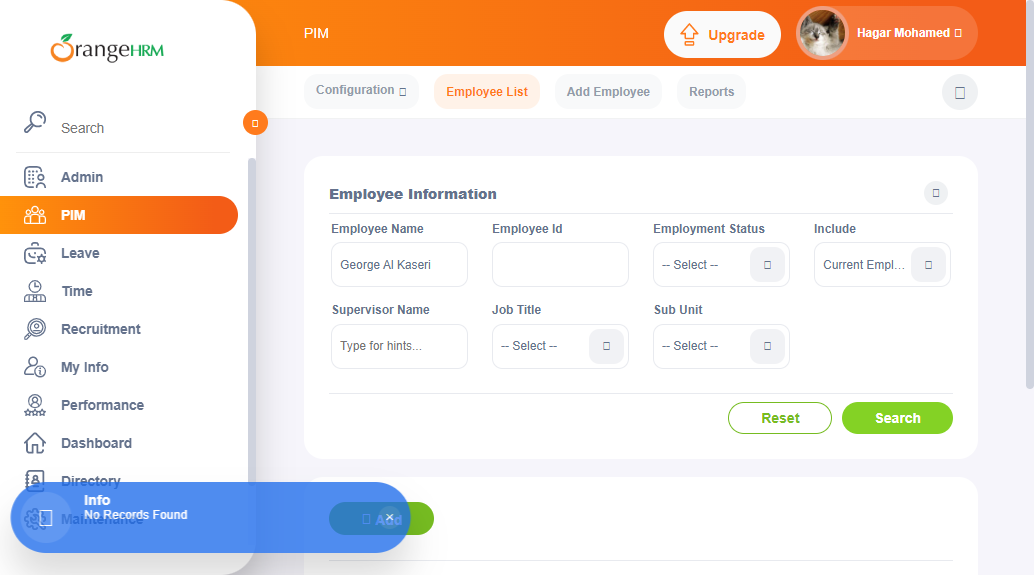 OrangeHRM
Search
Admin
PIM
Leave
Time
Recruitment
My Info
Performance
Dashboard
Directory
Maintenance
Info
No Records Found
×
PIM
Upgrade
Hagar Mohamed
Configuration
Employee List
Add Employee
Reports
Employee Information
Employee Name
George Al Kaseri
Employee Id
Employment Status
-- Select --
Include
Current Empl...
Supervisor Name
Type for hints...
Job Title
-- Select --
Sub Unit
-- Select --
Reset
Search
Add